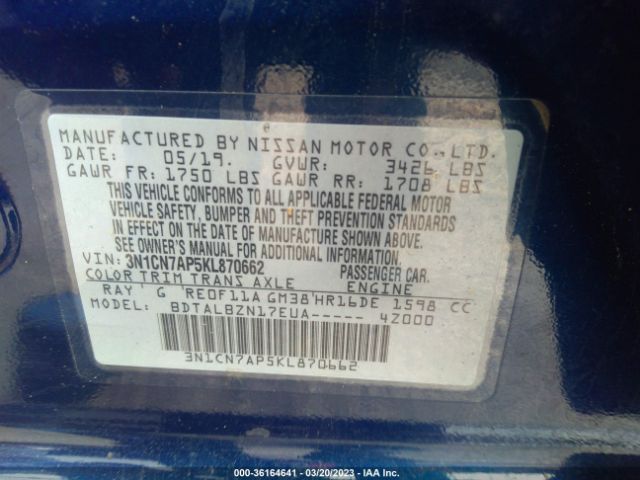 MANUFACTURED BY NISSAN MOTOR CO., LTD.
DATE: 05/19. GVWR: 3426 LBS
GAWR FR: 1750 LBS GAWR RR: 1708 LBS
THIS VEHICLE CONFORMS TO ALL APPLICABLE FEDERAL MOTOR
VEHICLE SAFETY, BUMPER AND THEFT PREVENTION STANDARDS
IN EFFECT ON THE DATE OF MANUFACTURE SHOWN ABOVE.
SEE OWNER'S MANUAL FOR ADDITIONAL INFORMATION.
VIN: 3N1CN7AP5KL870662 PASSENGER CAR.
COLOR TRIM TRANS AXLE ENGINE
RAY ' G ' RE0F11A GM38'HR16DE 1598 CC
MODEL: BDTALBZN17EUA----- 4Z000
3N1CN7AP5KL870662
000-36164641 - 03/20/2023 - IAA Inc.